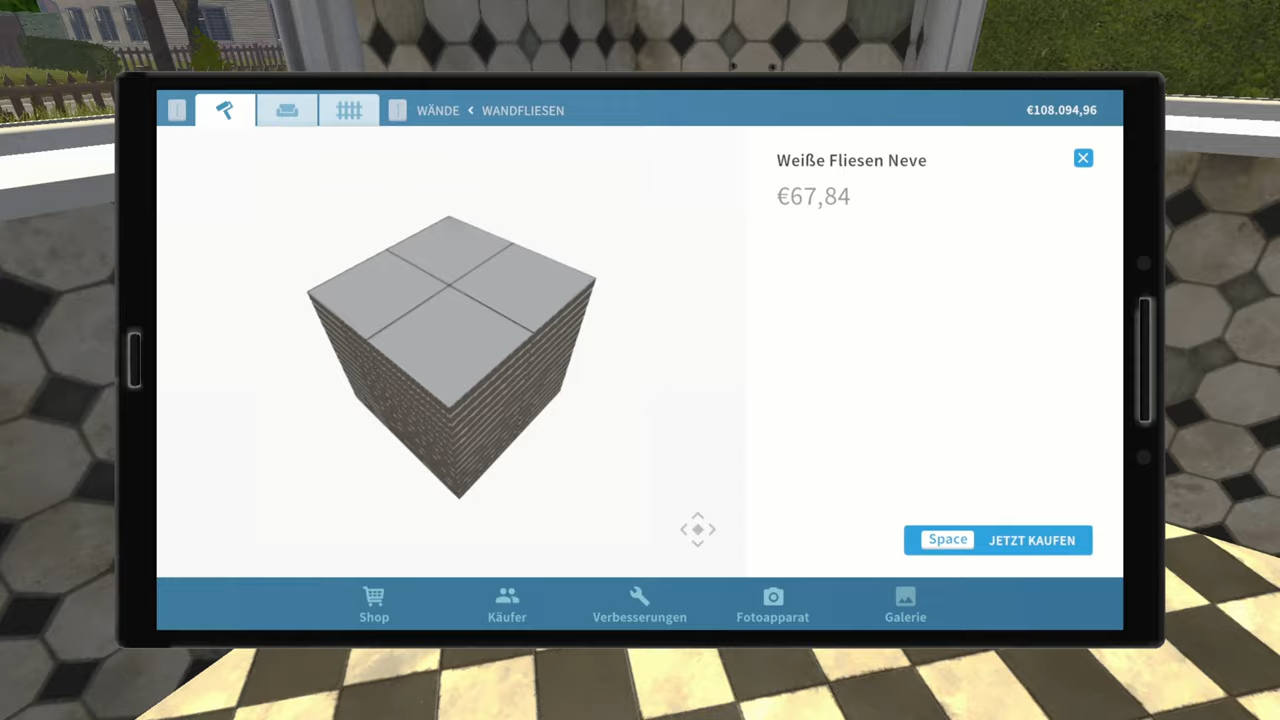 WÄNDE < WANDFLIESEN
€108.094,96
Weiße Fliesen Neve
€67,84
Space JETZT KAUFEN
Shop
Käufer
Verbesserungen
Fotoapparat
Galerie